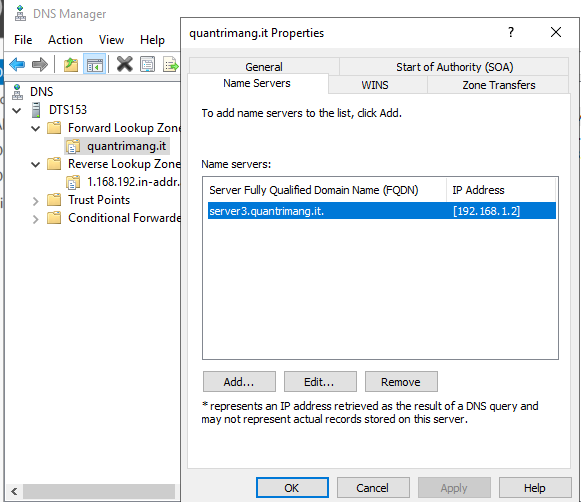 DNS Manager
File Action View Help
DNS
DTS153
Forward Lookup Zone
quantrimang.it
Reverse Lookup Zone
1.168.192.in-addr.
Trust Points
Conditional Forwarde
quantrimang.it Properties
?
General
Start of Authority (SOA)
Name Servers
WINS
Zone Transfers
To add name servers to the list, click Add.
Name servers:
Server Fully Qualified Domain Name (FQDN) IP Address
server3.quantrimang.it. [192.168.1.2]
Add... Edit... Remove
* represents an IP address retrieved as the result of a DNS query and
may not represent actual records stored on this server.
OK Cancel Apply Help